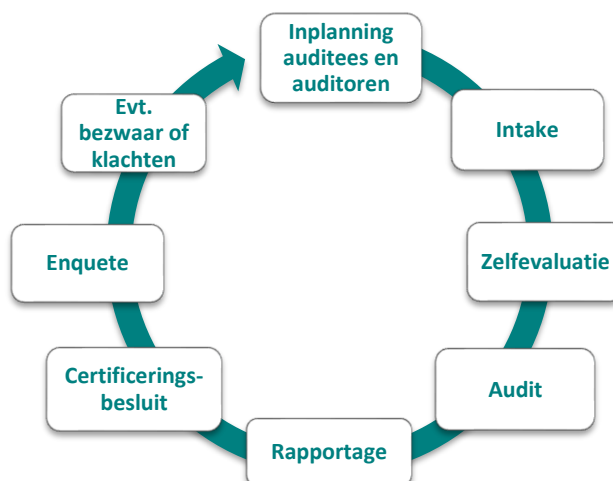 Inplanning
auditees en
auditoren
Intake
Zelfevaluatie
Audit
Rapportage
Certificerings-
besluit
Enquete
Evt.
bezwaar of
klachten